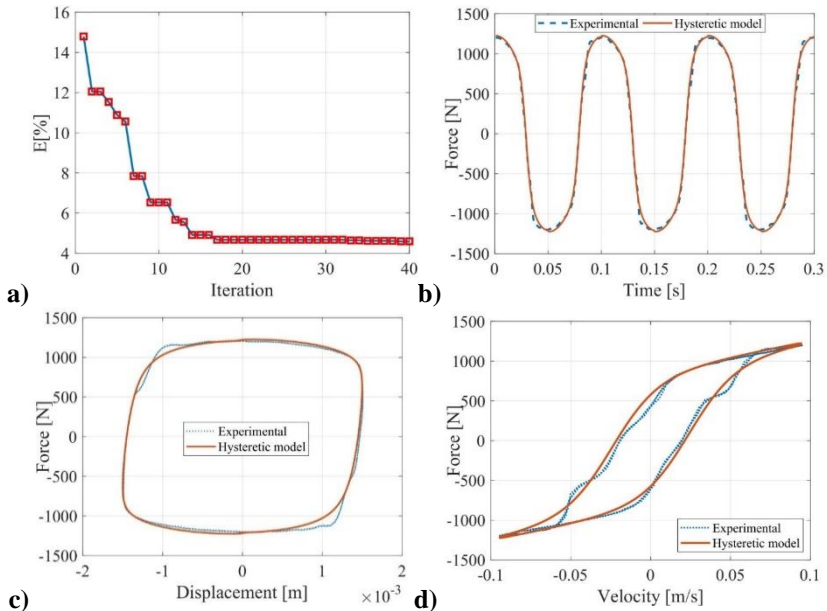 16
14
12
10
8
6
4
E[%]
0
10
20
30
40
Iteration
a)
1500
1000
500
0
-500
-1000
-1500
Force [N]
Experimental
Hysteretic model
0
0.05
0.1
0.15
0.2
0.25
0.3
Time [s]
b)
1500
1000
500
0
-500
-1000
-1500
Force [N]
Experimental
Hysteretic model
-2
-1
0
1
2
Displacement [m]
×10-3
c)
1500
1000
500
0
-500
-1000
-1500
Force [N]
Experimental
Hysteretic model
-0.1
-0.05
0
0.05
0.1
Velocity [m/s]
d)